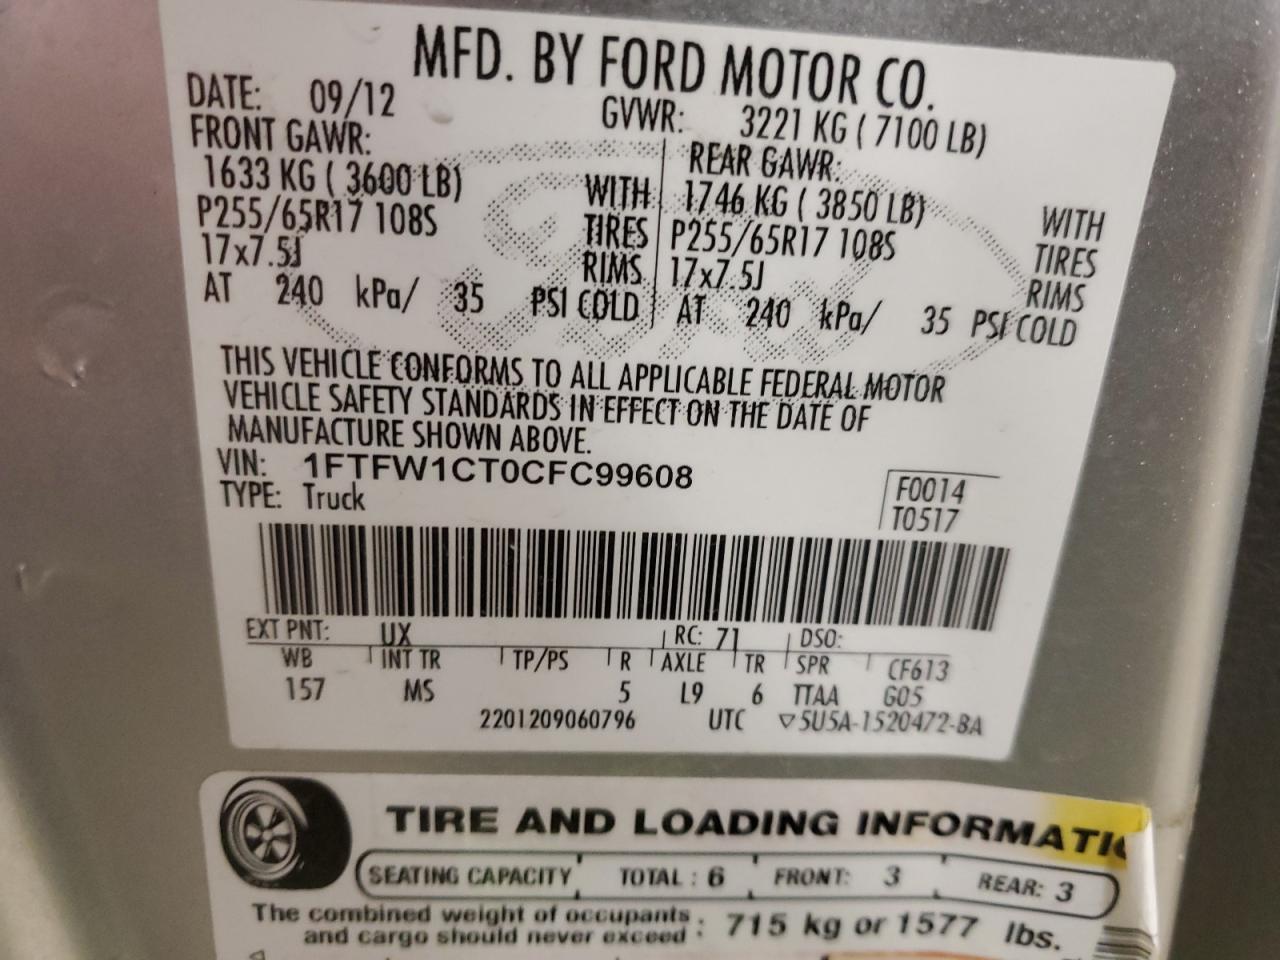 MFD. BY FORD MOTOR CO.
DATE: 09/12 GVWR: 3221 KG ( 7100 LB)
FRONT GAWR: REAR GAWR:
1633 KG ( 3600 LB) WITH 1746 KG ( 3850 LB) WITH
P255/65R17 108S TIRES P255/65R17 108S TIRES
17x7.5J RIMS 17x7.5J RIMS
AT 240 kPa/ 35 PSI COLD AT 240 kPa/ 35 PSI COLD
THIS VEHICLE CONFORMS TO ALL APPLICABLE FEDERAL MOTOR
VEHICLE SAFETY STANDARDS IN EFFECT ON THE DATE OF
MANUFACTURE SHOWN ABOVE.
VIN: 1FTFW1CT0CFC99608
TYPE: Truck
F0014
T0517
EXT PNT: UX RC: 71 DSO:
WB INT TR TP/PS R AXLE TR SPR CF613
157 MS 5 L9 6 TTAA G05
2201209060796 UTC ▽5U5A-1520472-BA
TIRE AND LOADING INFORMATI
SEATING CAPACITY TOTAL : 6 FRONT: 3 REAR: 3
The combined weight of occupants
and cargo should never exceed : 715 kg or 1577 lbs.